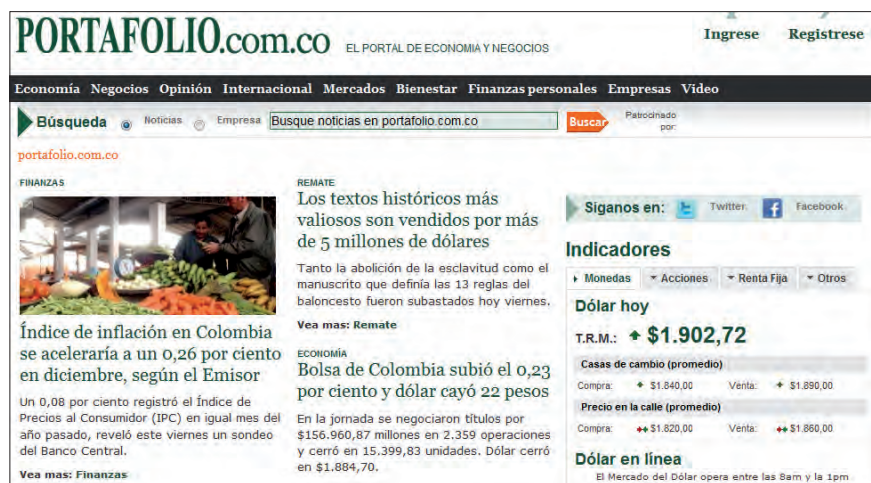 PORTAFOLIO.com.co
EL PORTAL DE ECONOMIA Y NEGOCIOS
Ingrese Registrese
Economía Negocios Opinión Internacional Mercados Bienestar Finanzas personales Empresas Video
Búsqueda Noticias Empresa Busque noticias en portafolio.com.co Buscar Patrocinado
por:
portafolio.com.co
FINANZAS
Índice de inflación en Colombia
se aceleraría a un 0,26 por ciento
en diciembre, según el Emisor
Un 0,08 por ciento registró el Índice de
Precios al Consumidor (IPC) en igual mes del
año pasado, reveló este viernes un sondeo
del Banco Central.
Vea mas: Finanzas
REMATE
Los textos históricos más
valiosos son vendidos por más
de 5 millones de dólares
Tanto la abolición de la esclavitud como el
manuscrito que definía las 13 reglas del
baloncesto fueron subastados hoy viernes.
Vea mas: Remate
ECONOMÍA
Bolsa de Colombia subió el 0,23
por ciento y dólar cayó 22 pesos
En la jornada se negociaron títulos por
$156.960,87 millones en 2.359 operaciones
y cerró en 15.399,83 unidades. Dólar cerró
en $1.884,70.
Siganos en: Twitter. Facebook.
Indicadores
Monedas Acciones Renta Fija Otros
Dólar hoy
T.R.M.: $1.902,72
Casas de cambio (promedio)
Compra: $1.840,00 Venta: $1.890,00
Precio en la calle (promedio)
Compra: $1.820,00 Venta: $1.860,00
Dólar en línea
El Mercado del Dólar opera entre las 8am y la 1pm